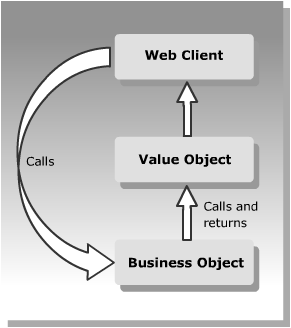 Web Client
Calls
Value Object
Calls and
returns
Business Object